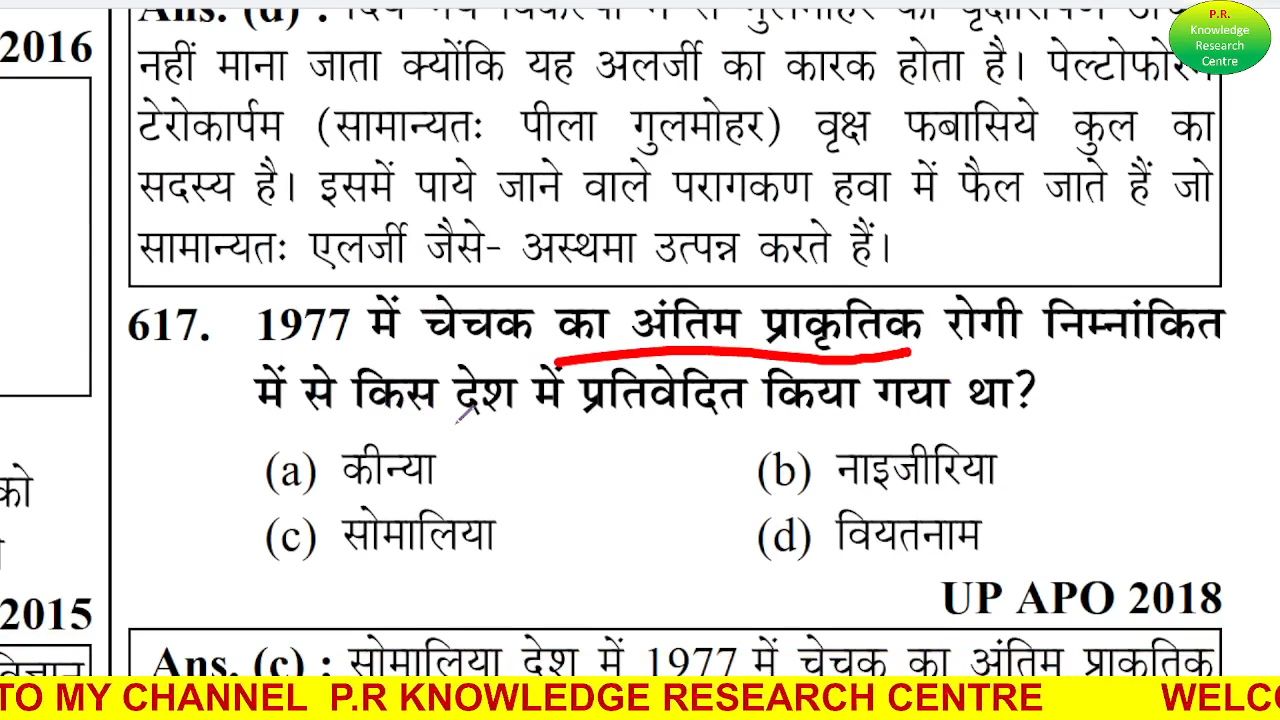 2016
Ans. (d) :
नहीं माना जाता क्योंकि यह अलर्जी का कारक होता है। पेल्टोफोरम
टेरोकार्पम (सामान्यतः पीला गुलमोहर) वृक्ष फबासिये कुल का
सदस्य है। इसमें पाये जाने वाले परागकण हवा में फैल जाते हैं जो
सामान्यतः एलर्जी जैसे- अस्थमा उत्पन्न करते हैं।
P.R.
Knowledge
Research
Centre
617. 1977 में चेचक का अंतिम प्राकृतिक रोगी निम्नांकित
में से किस देश में प्रतिवेदित किया गया था?
(a) कीन्या (b) नाइजीरिया
(c) सोमालिया (d) वियतनाम
UP APO 2018
को
2015
Ans. (c) : सोमालिया देश में 1977 में चेचक का अंतिम प्राकृतिक
TO MY CHANNEL P.R KNOWLEDGE RESEARCH CENTRE WELCO